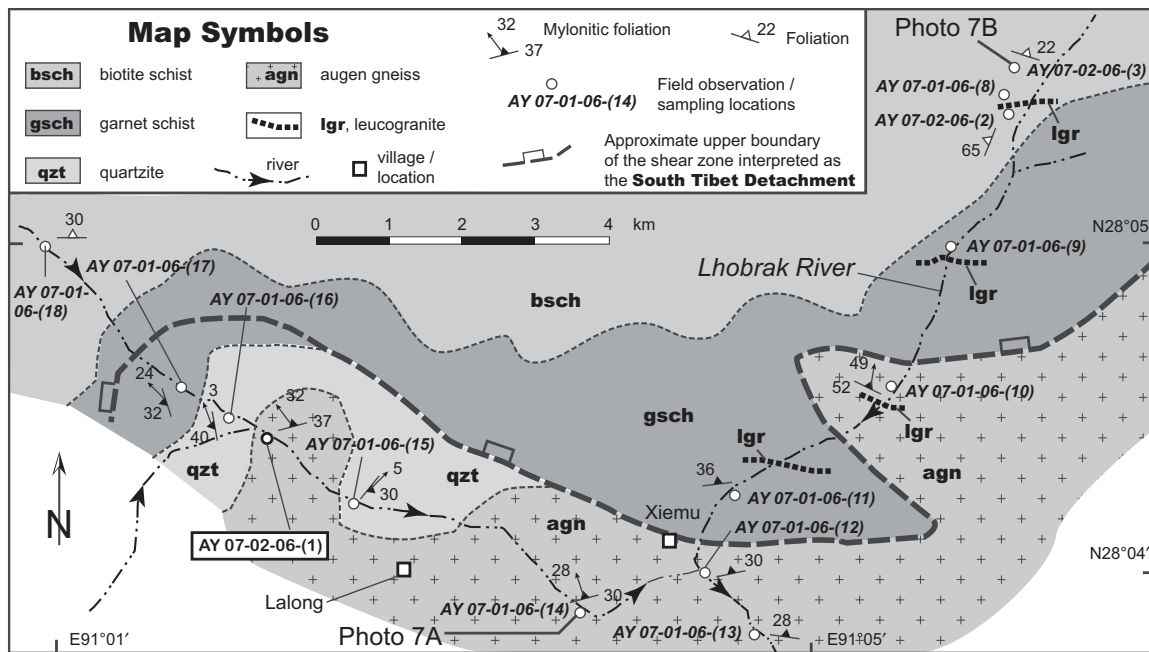 Map Symbols
bsch biotite schist
agn augen gneiss
gsch garnet schist
lgr, leucogranite
qzt quartzite
river
village /
location
32
37
Mylonitic foliation
22
Foliation
AY 07-01-06-(14)
Field observation /
sampling locations
Approximate upper boundary
of the shear zone interpreted as
the South Tibet Detachment
Photo 7B
22
AY 07-02-06-(3)
AY 07-01-06-(8)
AY 07-02-06-(2)
lgr
65
0 1 2 3 4 km
N28°05′
30
AY 07-01-06-(17)
AY 07-01-06-(9)
Lhobrak River
lgr
AY 07-01-
06-(18)
AY 07-01-06-(16)
bsch
24
32
3
40
32
37
49
52
AY 07-01-06-(10)
lgr
gsch
AY 07-01-06-(15)
qzt
qzt
5
30
lgr
36
AY 07-01-06-(11)
agn
agn
Xiemu
AY 07-01-06-(12)
AY 07-02-06-(1)
N
N28°04′
Lalong
28
30
30
AY 07-01-06-(14)
Photo 7A
AY 07-01-06-(13)
28
E91°01′
E91°05′